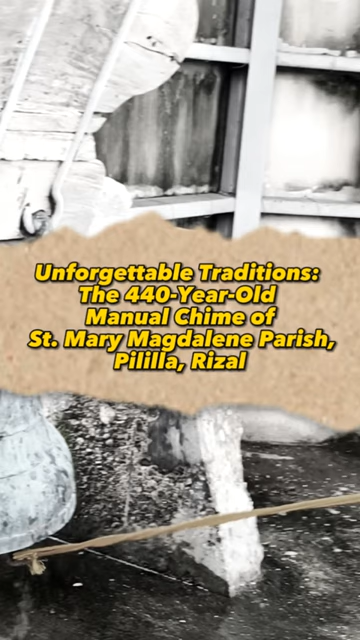 Unforgettable Traditions:
The 440-Year-Old
Manual Chime of
St. Mary Magdalene Parish,
Pililla, Rizal